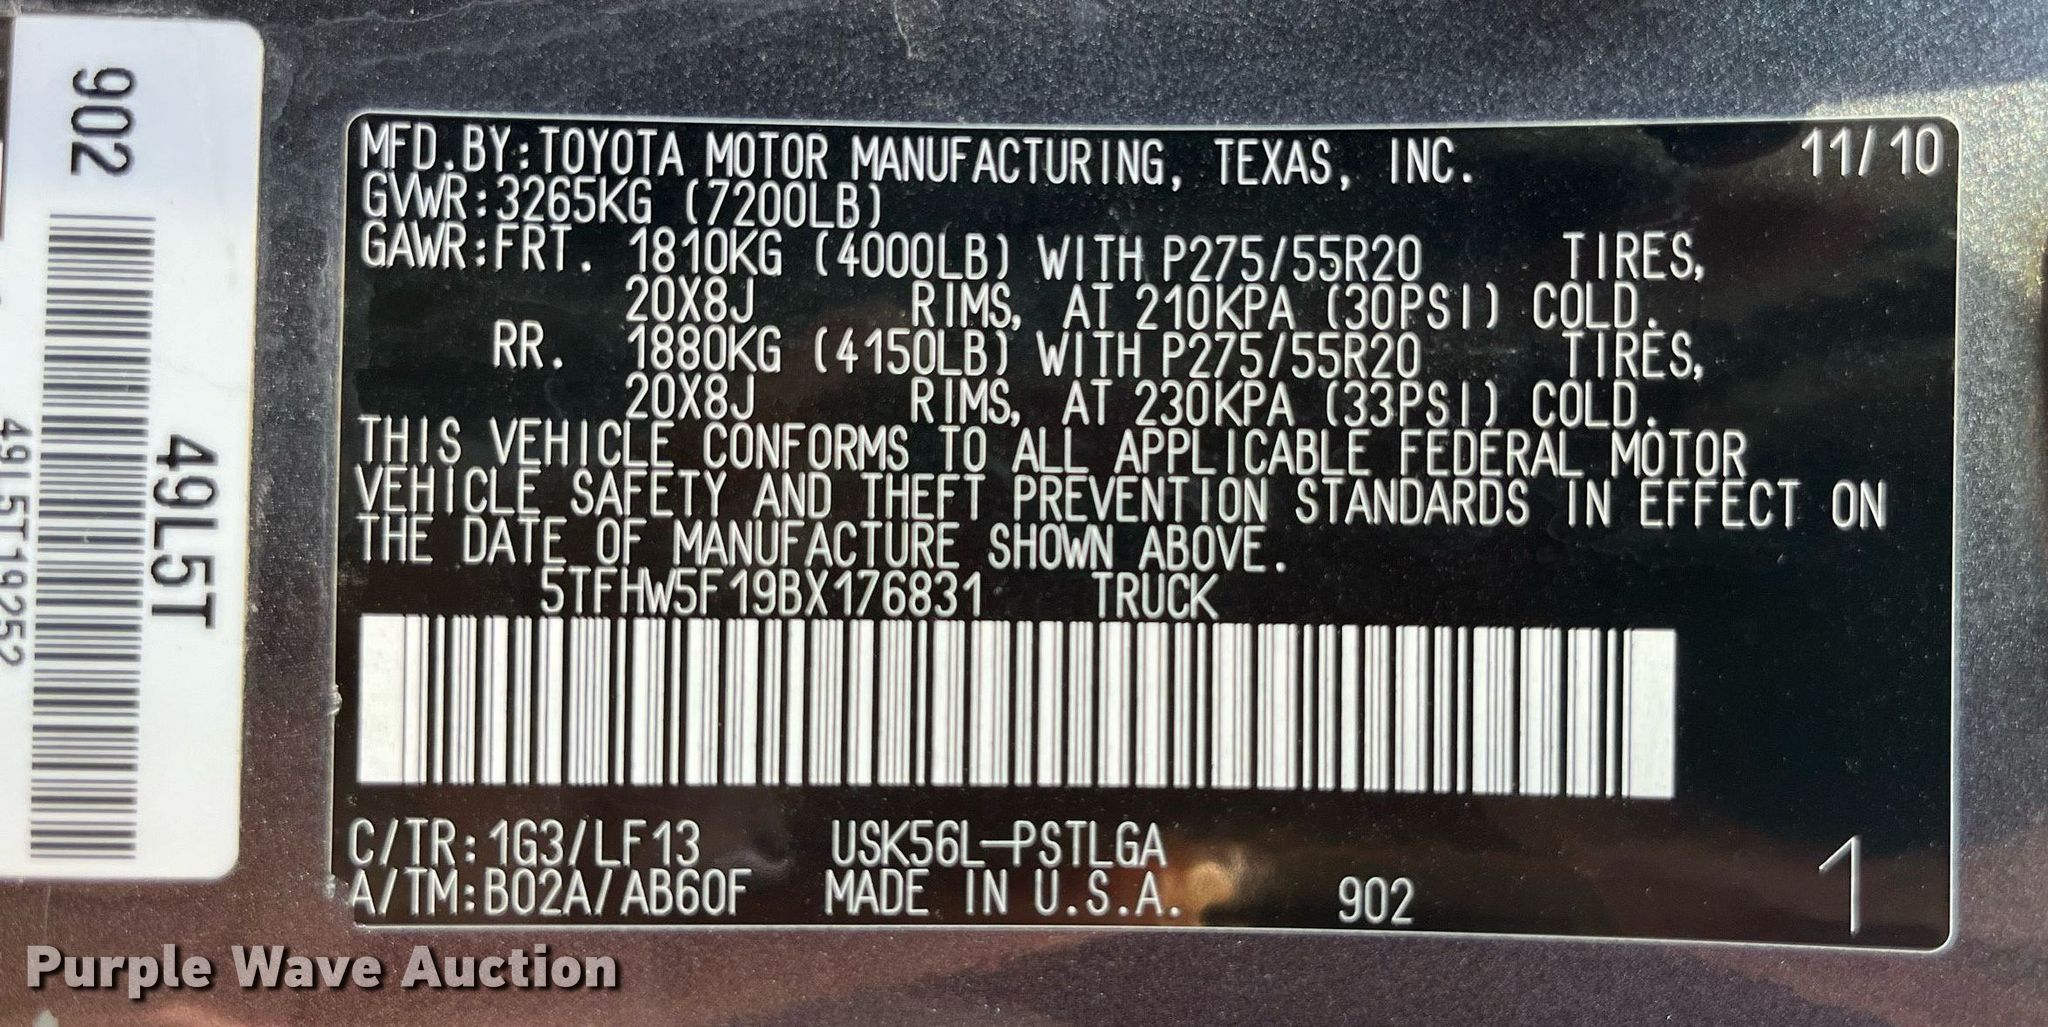 902
49L5T
49L5T19252
MFD.BY:TOYOTA MOTOR MANUFACTURING, TEXAS, INC. 11/10
GVWR:3265KG (7200LB)
GAWR:FRT. 1810KG (4000LB) WITH P275/55R20 TIRES,
20X8J RIMS, AT 210KPA (30PSI) COLD.
RR. 1880KG (4150LB) WITH P275/55R20 TIRES,
20X8J RIMS, AT 230KPA (33PSI) COLD.
THIS VEHICLE CONFORMS TO ALL APPLICABLE FEDERAL MOTOR
VEHICLE SAFETY AND THEFT PREVENTION STANDARDS IN EFFECT ON
THE DATE OF MANUFACTURE SHOWN ABOVE.
5TFHW5F19BX176831 TRUCK
C/TR:1G3/LF13 USK56L-PSTLGA
A/TM:B02A/AB60F MADE IN U.S.A. 902 1
Purple Wave Auction